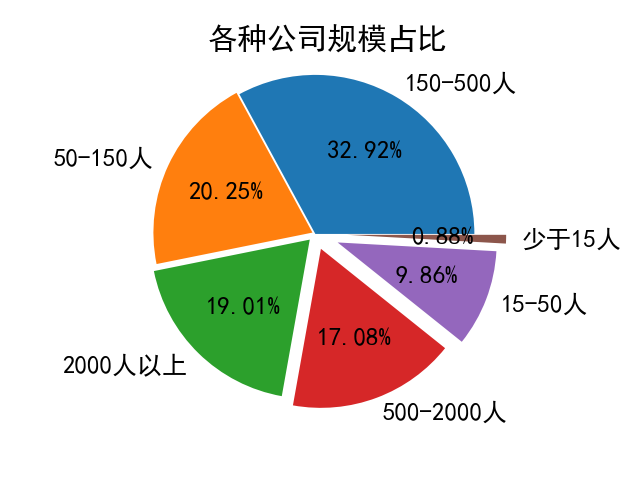 各种公司规模占比
150-500人
32.92%
50-150人
20.25%
0.88%
少于15人
9.86%
15-50人
19.01%
17.08%
2000人以上
500-2000人